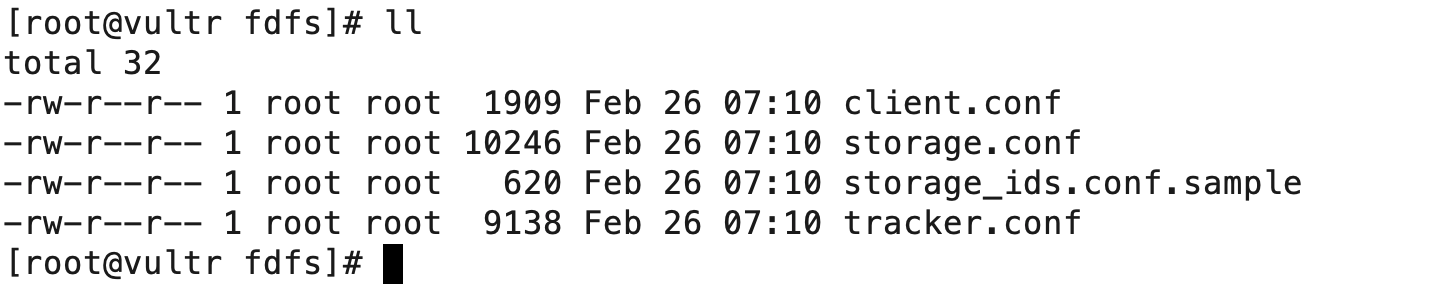 [root@vultr fdfs]# ll
total 32
-rw-r--r-- 1 root root  1909 Feb 26 07:10 client.conf
-rw-r--r-- 1 root root 10246 Feb 26 07:10 storage.conf
-rw-r--r-- 1 root root   620 Feb 26 07:10 storage_ids.conf.sample
-rw-r--r-- 1 root root  9138 Feb 26 07:10 tracker.conf
[root@vultr fdfs]#